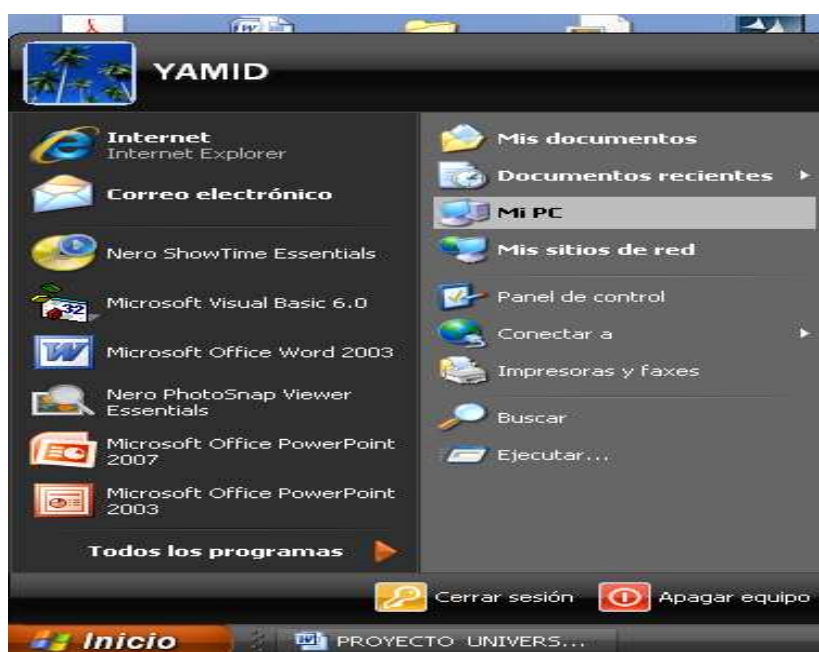 YAMID
Internet
Internet Explorer
Correo electrónico
Nero ShowTime Essentials
Microsoft Visual Basic 6.0
Microsoft Office Word 2003
Nero PhotoSnap Viewer
Essentials
Microsoft Office PowerPoint
2007
Microsoft Office PowerPoint
2003
Todos los programas
Mis documentos
Documentos recientes
Mi PC
Mis sitios de red
Panel de control
Conectar a
Impresoras y faxes
Buscar
Ejecutar...
Cerrar sesión
Apagar equipo
Inicio
PROYECTO UNIVERS...